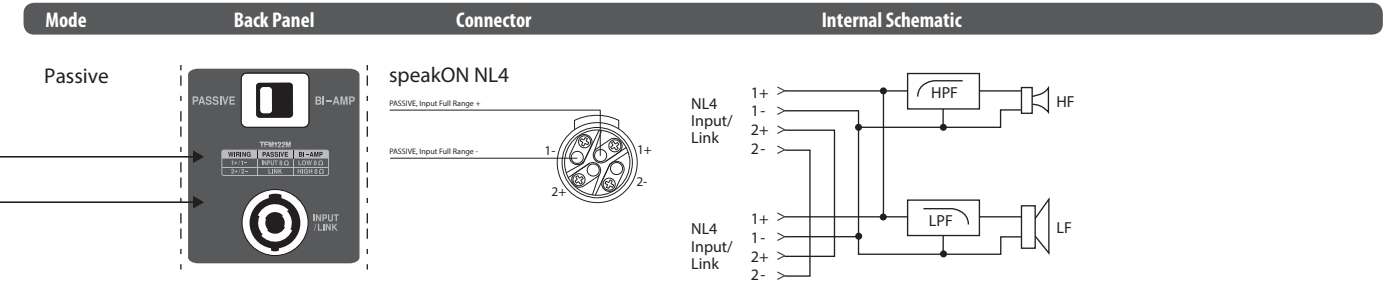 Mode Back Panel Connector Internal Schematic
Passive
PASSIVE BI-AMP
TFM122M
WIRING PASSIVE BI-AMP
1+/1- INPUT 8 Ω LOW 8 Ω
2+/2- LINK HIGH 8 Ω
INPUT
/LINK
speakON NL4
PASSIVE, Input Full Range +
PASSIVE, Input Full Range -
1-
1+
2+
2-
NL4
Input/
Link
1+
1-
2+
2-
HPF
HF
NL4
Input/
Link
1+
1-
2+
2-
LPF
LF